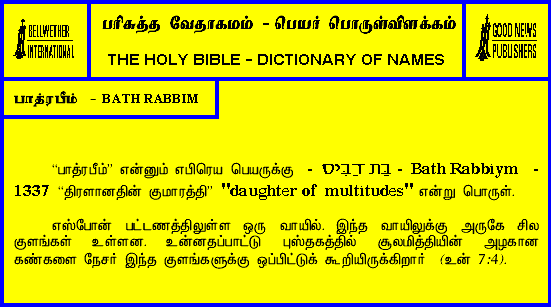 BELLWETHER
INTERNATIONAL
பரிசுத்த வேதாகமம் - பெயர் பொருள்விளக்கம்
THE HOLY BIBLE - DICTIONARY OF NAMES
GOOD NEWS
PUBLISHERS
பாத்ரபீம் - BATH RABBIM
“பாத்ரபீம்” என்னும் எபிரெய பெயருக்கு - בַּת רַבִּים - Bath Rabbiym -
1337 “திரளானதின் குமாரத்தி” "daughter of multitudes" என்று பொருள்.
எஸ்போன் பட்டணத்திலுள்ள ஒரு வாயில். இந்த வாயிலுக்கு அருகே சில
குளங்கள் உள்ளன. உன்னதப்பாட்டு புஸ்தகத்தில் சூலமித்தியின் அழகான
கண்களை நேசர் இந்த குளங்களுக்கு ஒப்பிட்டுக் கூறியிருக்கிறார் (உன் 7:4).